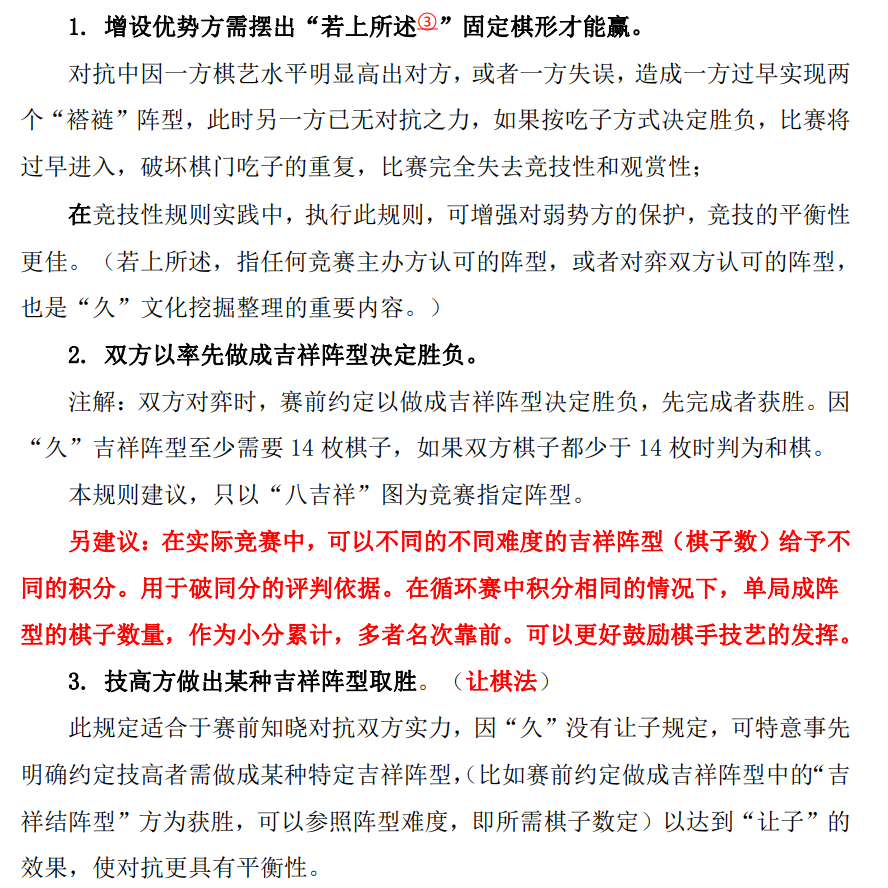 1. 增设优势方需摆出“若上所述③”固定棋形才能赢。
对抗中因一方棋艺水平明显高出对方，或者一方失误，造成一方过早实现两
个“褡裢”阵型，此时另一方已无对抗之力，如果按吃子方式决定胜负，比赛将
过早进入，破坏棋门吃子的重复，比赛完全失去竞技性和观赏性；
在竞技性规则实践中，执行此规则，可增强对弱势方的保护，竞技的平衡性
更佳。（若上所述，指任何竞赛主办方认可的阵型，或者对弈双方认可的阵型，
也是“久”文化挖掘整理的重要内容。）
2. 双方以率先做成吉祥阵型决定胜负。
注解：双方对弈时，赛前约定以做成吉祥阵型决定胜负，先完成者获胜。因
“久”吉祥阵型至少需要 14 枚棋子，如果双方棋子都少于 14 枚时判为和棋。
本规则建议，只以“八吉祥”图为竞赛指定阵型。
另建议：在实际竞赛中，可以不同的不同难度的吉祥阵型（棋子数）给予不
同的积分。用于破同分的评判依据。在循环赛中积分相同的情况下，单局成阵
型的棋子数量，作为小分累计，多者名次靠前。可以更好鼓励棋手技艺的发挥。
3. 技高方做出某种吉祥阵型取胜。（让棋法）
此规定适合于赛前知晓对抗双方实力，因“久”没有让子规定，可特意事先
明确约定技高者需做成某种特定吉祥阵型，（比如赛前约定做成吉祥阵型中的“吉
祥结阵型”方为获胜，可以参照阵型难度，即所需棋子数定）以达到“让子”的
效果，使对抗更具有平衡性。